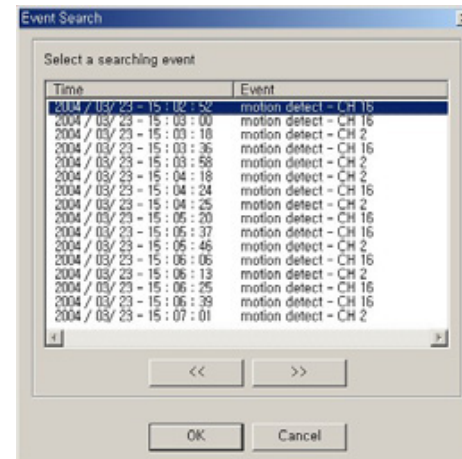 Event Search
Select a searching event
Time Event
2004 / 03/ 23 - 15 : 02 : 52 motion detect - CH 16
2004 / 03/ 23 - 15 : 03 : 00 motion detect - CH 16
2004 / 03/ 23 - 15 : 03 : 18 motion detect - CH 2
2004 / 03/ 23 - 15 : 03 : 36 motion detect - CH 16
2004 / 03/ 23 - 15 : 03 : 58 motion detect - CH 2
2004 / 03/ 23 - 15 : 04 : 18 motion detect - CH 2
2004 / 03/ 23 - 15 : 04 : 24 motion detect - CH 16
2004 / 03/ 23 - 15 : 04 : 25 motion detect - CH 2
2004 / 03/ 23 - 15 : 05 : 20 motion detect - CH 16
2004 / 03/ 23 - 15 : 05 : 37 motion detect - CH 16
2004 / 03/ 23 - 15 : 05 : 46 motion detect - CH 2
2004 / 03/ 23 - 15 : 06 : 06 motion detect - CH 16
2004 / 03/ 23 - 15 : 06 : 13 motion detect - CH 2
2004 / 03/ 23 - 15 : 06 : 25 motion detect - CH 16
2004 / 03/ 23 - 15 : 06 : 39 motion detect - CH 16
2004 / 03/ 23 - 15 : 07 : 01 motion detect - CH 2
<< >>
OK Cancel